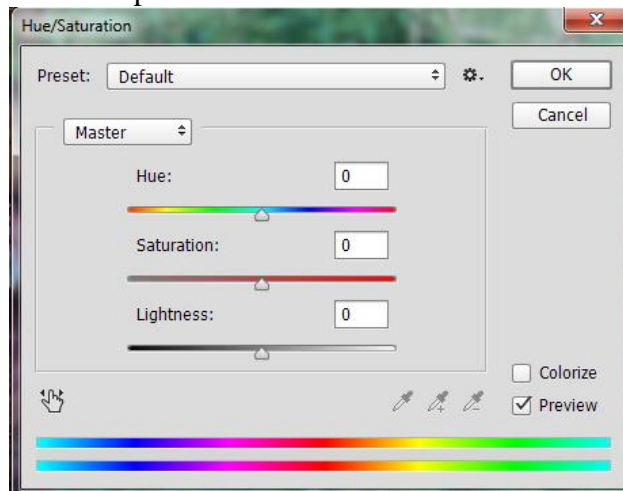 Hue/Saturation
Preset: Default
OK
Cancel
Master
Hue: 0
Saturation: 0
Lightness: 0
Colorize
Preview